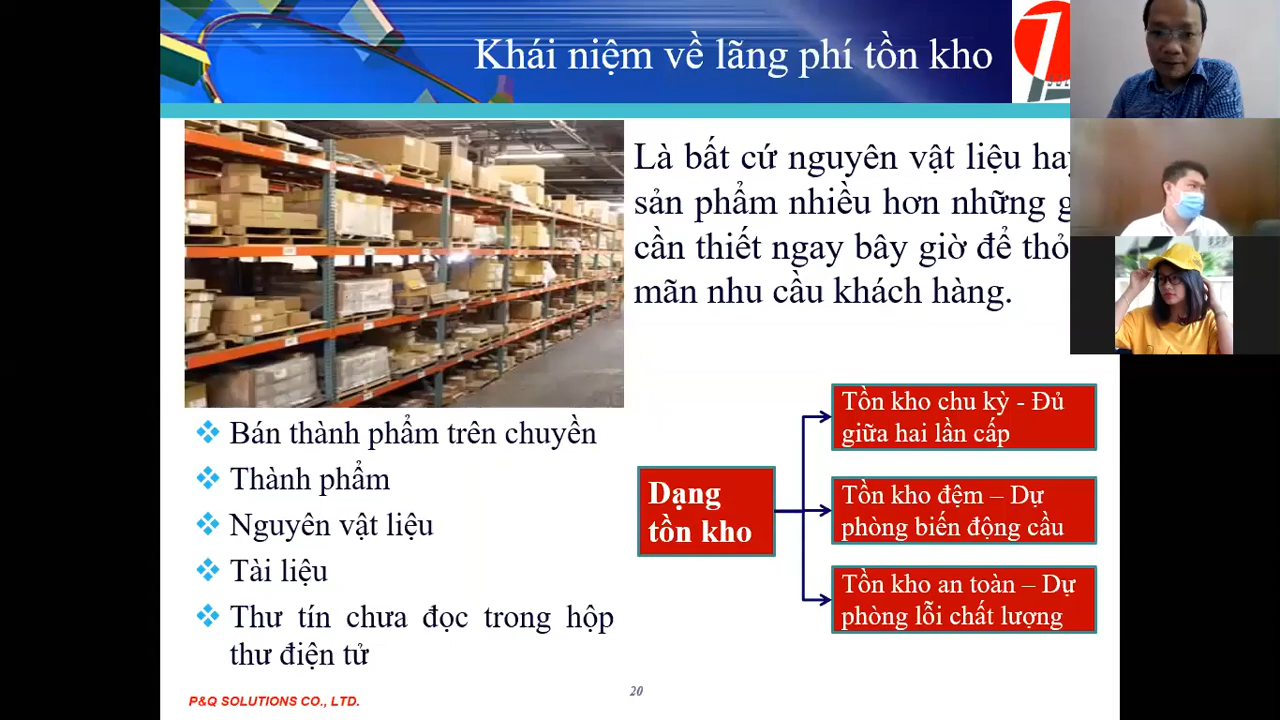 Khái niệm về lãng phí tồn kho
Là bất cứ nguyên vật liệu hay
sản phẩm nhiều hơn những
cần thiết ngay bây giờ để
mãn nhu cầu khách hàng.
Bán thành phẩm trên chuyền
Thành phẩm
Nguyên vật liệu
Tài liệu
Thư tín chưa đọc trong hộp
thư điện tử
Dạng
tồn kho
Tồn kho chu kỳ - Đủ
giữa hai lần cấp
Tồn kho đệm – Dự
phòng biến động cầu
Tồn kho an toàn – Dự
phòng lỗi chất lượng
P&Q SOLUTIONS CO., LTD.
20